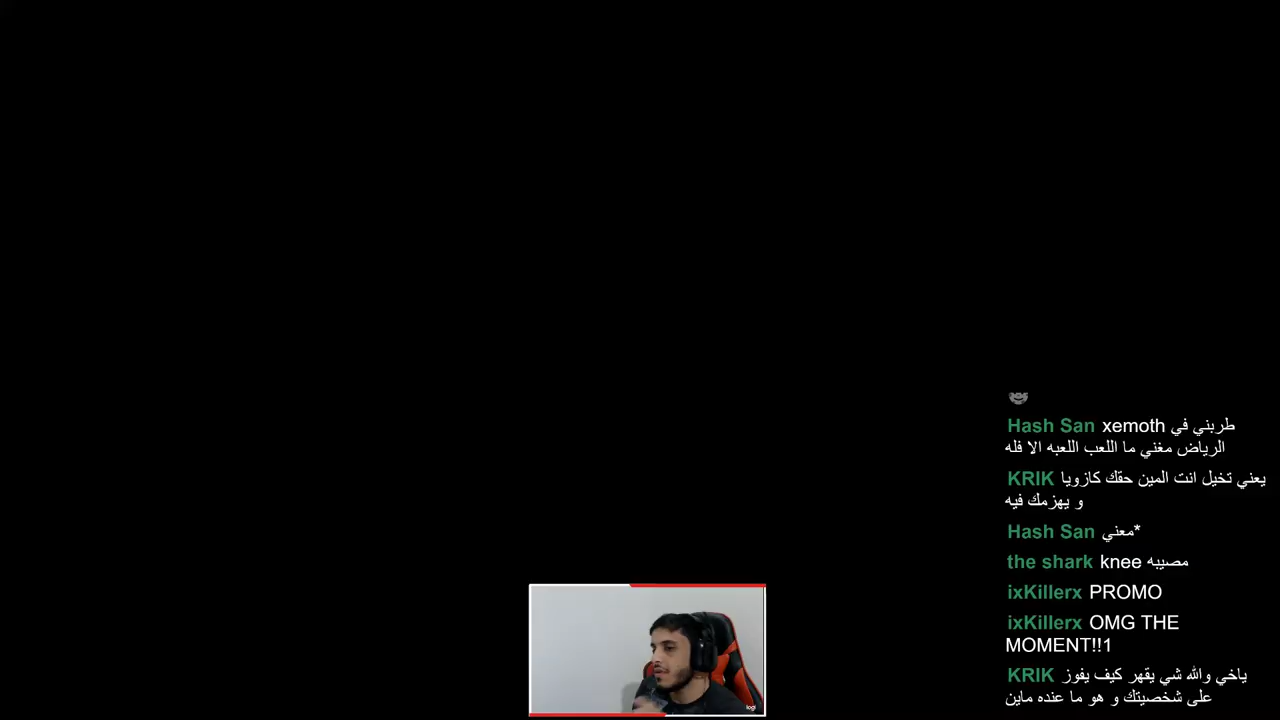 Hash San xemoth طربني في
الرياض مغني ما اللعب اللعبه الا فله
KRIK يعني تخيل انت المين حقك كازويا
و يهزمك فيه
Hash San معني*
the shark knee مصيبه
ixKillerx PROMO
ixKillerx OMG THE
MOMENT!!1
KRIK ياخي والله شي يقهر كيف يفوز
على شخصيتك و هو ما عنده ماين
logi